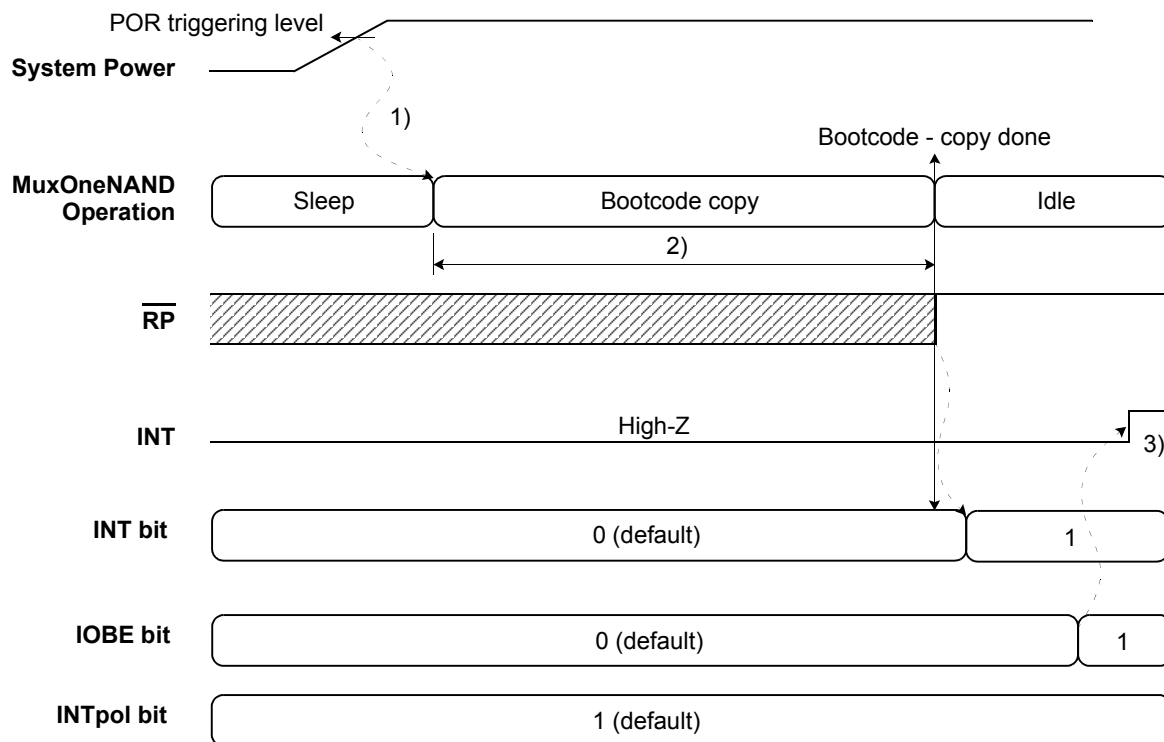 POR triggering level
System Power
1)
Bootcode - copy done
MuxOneNAND
Operation
Sleep
Bootcode copy
Idle
2)
RP
High-Z
INT
3)
INT bit
0 (default)
1
IOBE bit
0 (default)
1
INTpol bit
1 (default)